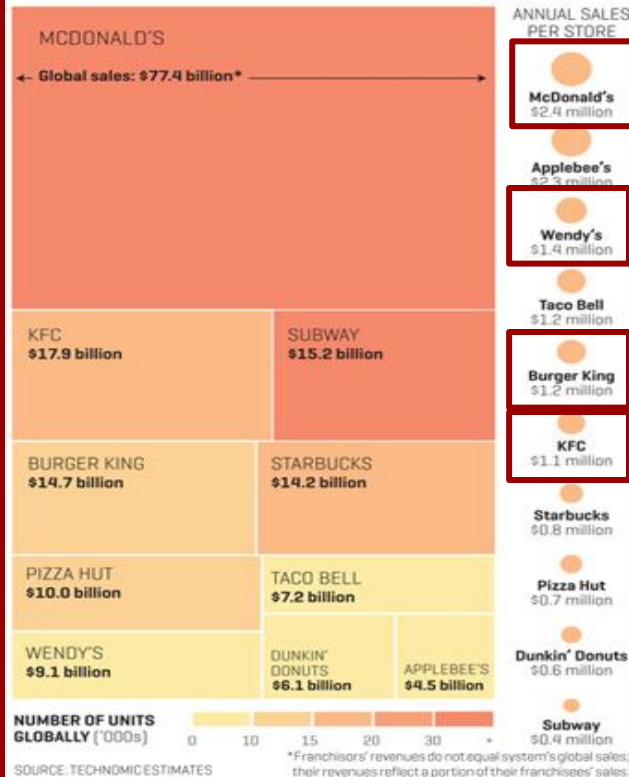 MCDONALD'S
← Global sales: $77.4 billion* →
KFC
$17.9 billion
SUBWAY
$15.2 billion
BURGER KING
$14.7 billion
STARBUCKS
$14.2 billion
PIZZA HUT
$10.0 billion
TACO BELL
$7.2 billion
WENDY'S
$9.1 billion
DUNKIN'
DONUTS
$6.1 billion
APPLEBEE'S
$4.5 billion
NUMBER OF UNITS
GLOBALLY ('000s)
0 10 15 20 30 +
SOURCE: TECHNOMIC ESTIMATES
ANNUAL SALES
PER STORE
McDonald's
$2.4 million
Applebee's
$2.3 million
Wendy's
$1.4 million
Taco Bell
$1.2 million
Burger King
$1.2 million
KFC
$1.1 million
Starbucks
$0.8 million
Pizza Hut
$0.7 million
Dunkin' Donuts
$0.6 million
Subway
$0.4 million
*Franchisors' revenues do not equal system's global sales;
their revenues reflect a portion of their franchisees' sales